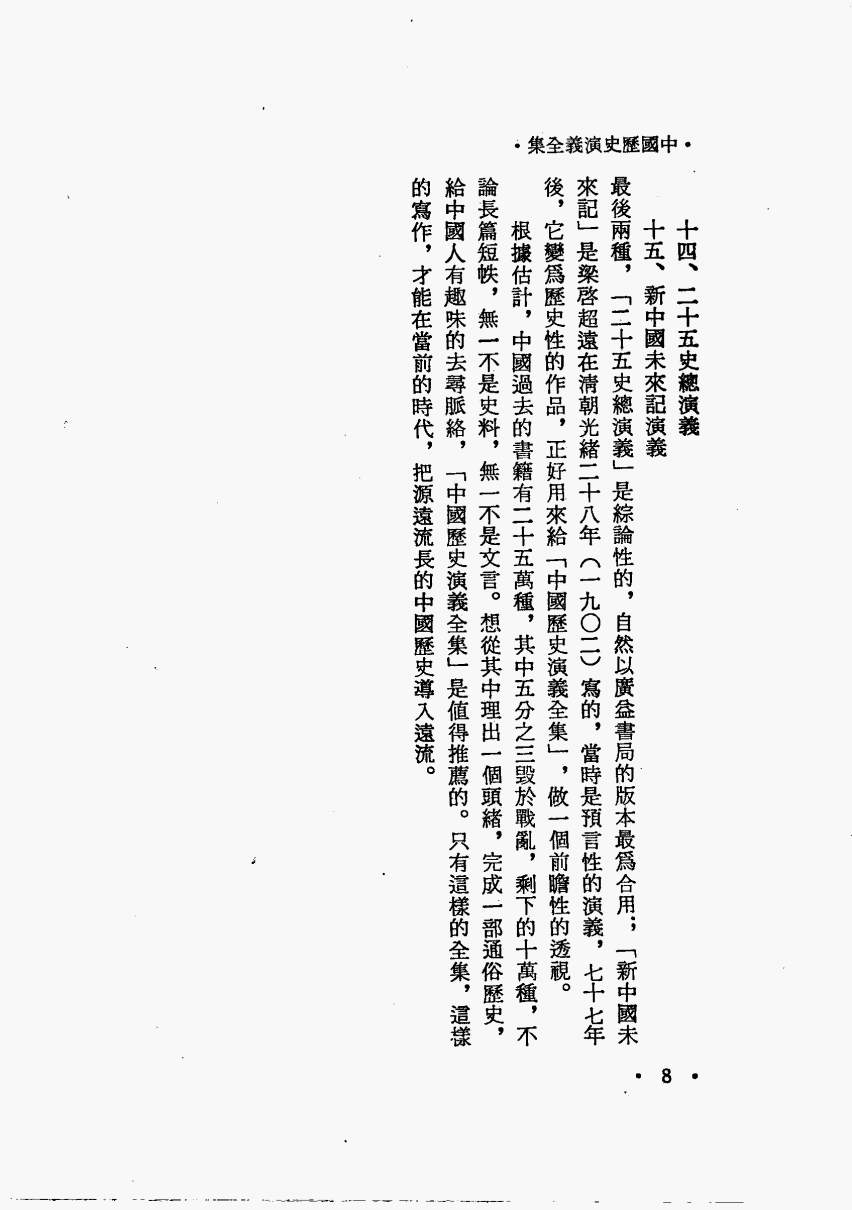 ·中國歷史演義全集·
十四、二十五史總演義
十五、新中國未來記演義
最後兩種，「二十五史總演義」是綜論性的，自然以廣益書局的版本最爲合用；「新中國未
來記」是梁啓超遠在淸朝光緒二十八年（一九〇二）寫的，當時是預言性的演義，七十七年
後，它變爲歷史性的作品，正好用來給「中國歷史演義全集」，做一個前瞻性的透視。
根據估計，中國過去的書籍有二十五萬種，其中五分之三毀於戰亂，剩下的十萬種，不
論長篇短帙，無一不是史料，無一不是文言。想從其中理出一個頭緒，完成一部通俗歷史，
給中國人有趣味的去尋脈絡，「中國歷史演義全集」是値得推薦的。只有這樣的全集，這樣
的寫作，才能在當前的時代，把源遠流長的中國歷史導入遠流。
·8·